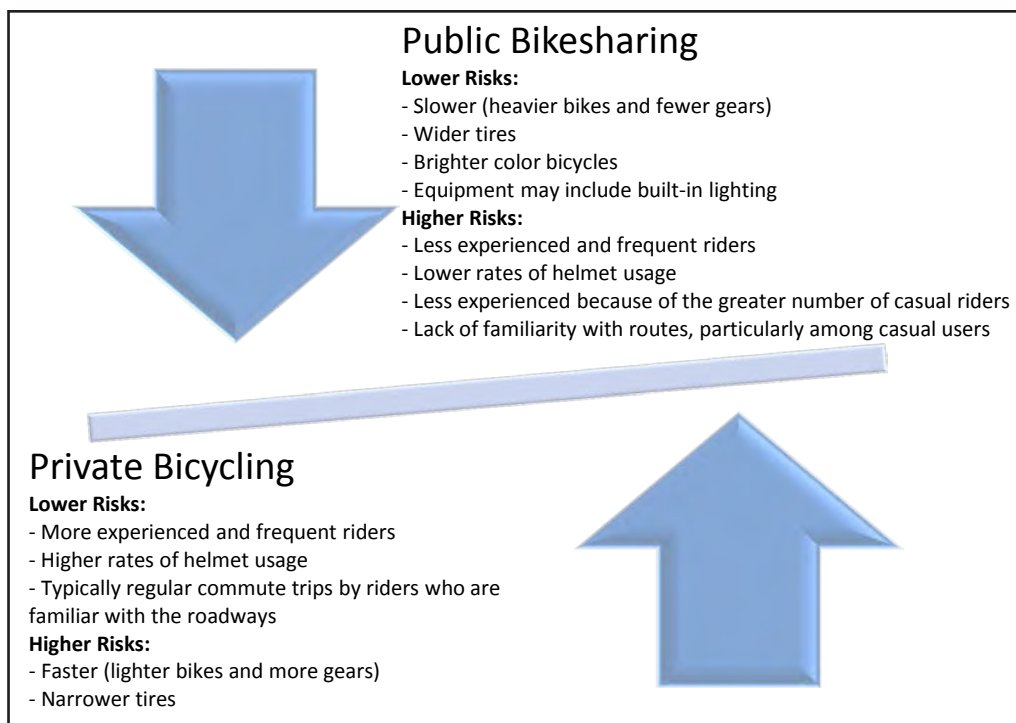 Public Bikesharing
Lower Risks:
- Slower (heavier bikes and fewer gears)
- Wider tires
- Brighter color bicycles
- Equipment may include built-in lighting
Higher Risks:
- Less experienced and frequent riders
- Lower rates of helmet usage
- Less experienced because of the greater number of casual riders
- Lack of familiarity with routes, particularly among casual users
Private Bicycling
Lower Risks:
- More experienced and frequent riders
- Higher rates of helmet usage
- Typically regular commute trips by riders who are
familiar with the roadways
Higher Risks:
- Faster (lighter bikes and more gears)
- Narrower tires